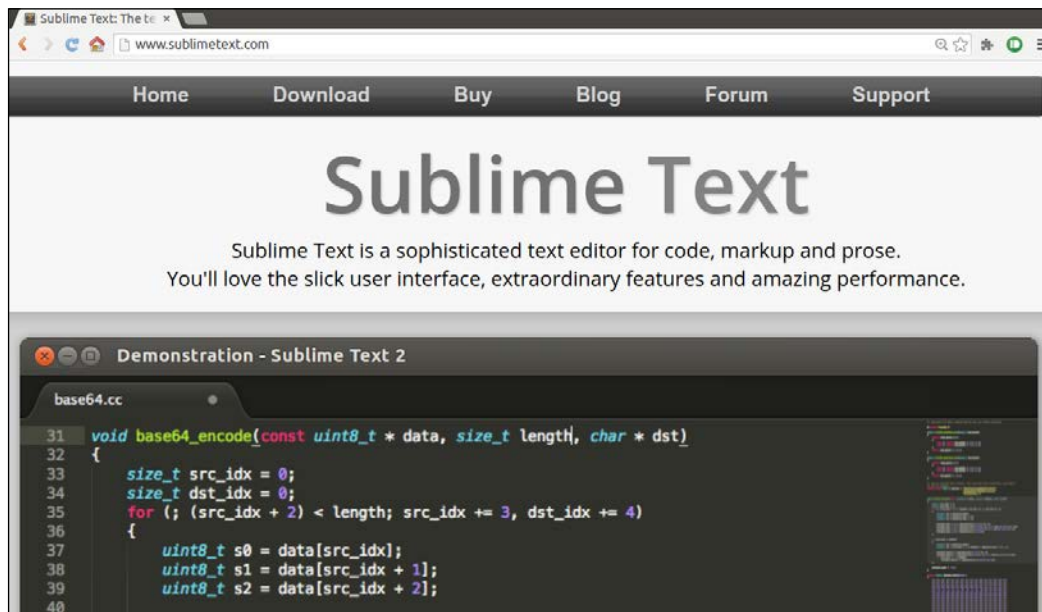 Sublime Text: The te
www.sublimetext.com
Home Download Buy Blog Forum Support
Sublime Text
Sublime Text is a sophisticated text editor for code, markup and prose.
You'll love the slick user interface, extraordinary features and amazing performance.
Demonstration - Sublime Text 2
base64.cc
31 void base64_encode(const uint8_t * data, size_t length, char * dst)
32 {
33 size_t src_idx = 0;
34 size_t dst_idx = 0;
35 for (; (src_idx + 2) < length; src_idx += 3, dst_idx += 4)
36 {
37 uint8_t s0 = data[src_idx];
38 uint8_t s1 = data[src_idx + 1];
39 uint8_t s2 = data[src_idx + 2];
40